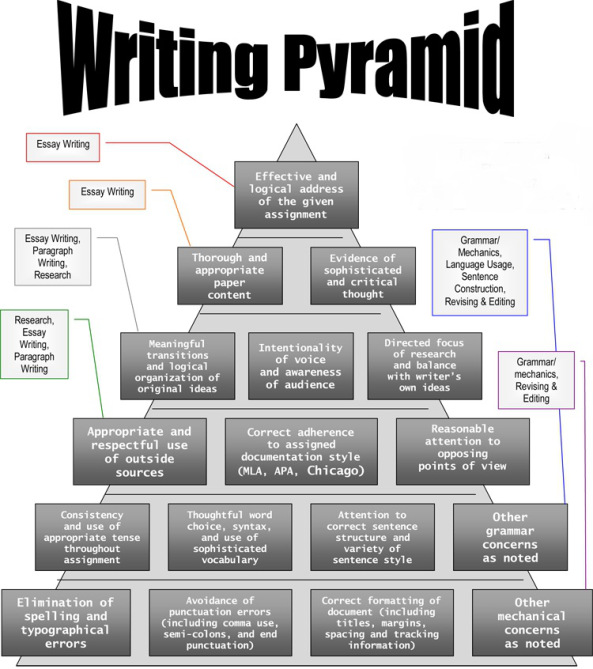 Writing Pyramid
Essay Writing
Effective and
logical address
of the given
assignment
Essay Writing
Thorough and
appropriate
paper
content
Evidence of
sophisticated
and critical
thought
Essay Writing,
Paragraph
Writing,
Research
Grammar/
Mechanics,
Language Usage,
Sentence
Construction,
Revising & Editing
Meaningful
transitions
and logical
organization of
original ideas
Intentionality
of voice
and awareness
of audience
Directed focus
of research
and balance
with writer's
own ideas
Research,
Essay
Writing,
Paragraph
Writing
Grammar/
mechanics,
Revising &
Editing
Appropriate and
respectful use
of outside
sources
Correct adherence
to assigned
documentation style
(MLA, APA, Chicago)
Reasonable
attention to
opposing
points of view
Consistency
and use of
appropriate tense
throughout
assignment
Thoughtful word
choice, syntax,
and use of
sophisticated
vocabulary
Attention to
correct sentence
structure and
variety of
sentence style
Other
grammar
concerns
as noted
Elimination of
spelling and
typographical
errors
Avoidance of
punctuation errors
(including comma use,
semi-colons, and end
punctuation)
Correct formatting of
document (including
titles, margins,
spacing and tracking
information)
Other
mechanical
concerns
as noted